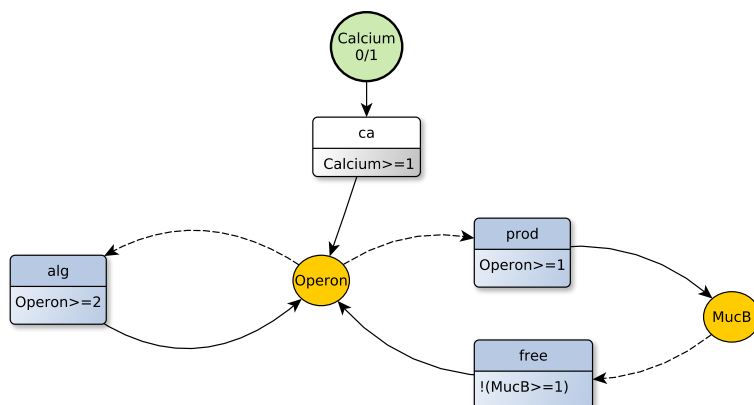 Calcium
0/1
ca
Calcium>=1
prod
Operon>=1
alg
Operon>=2
Operon
MucB
free
!(MucB>=1)